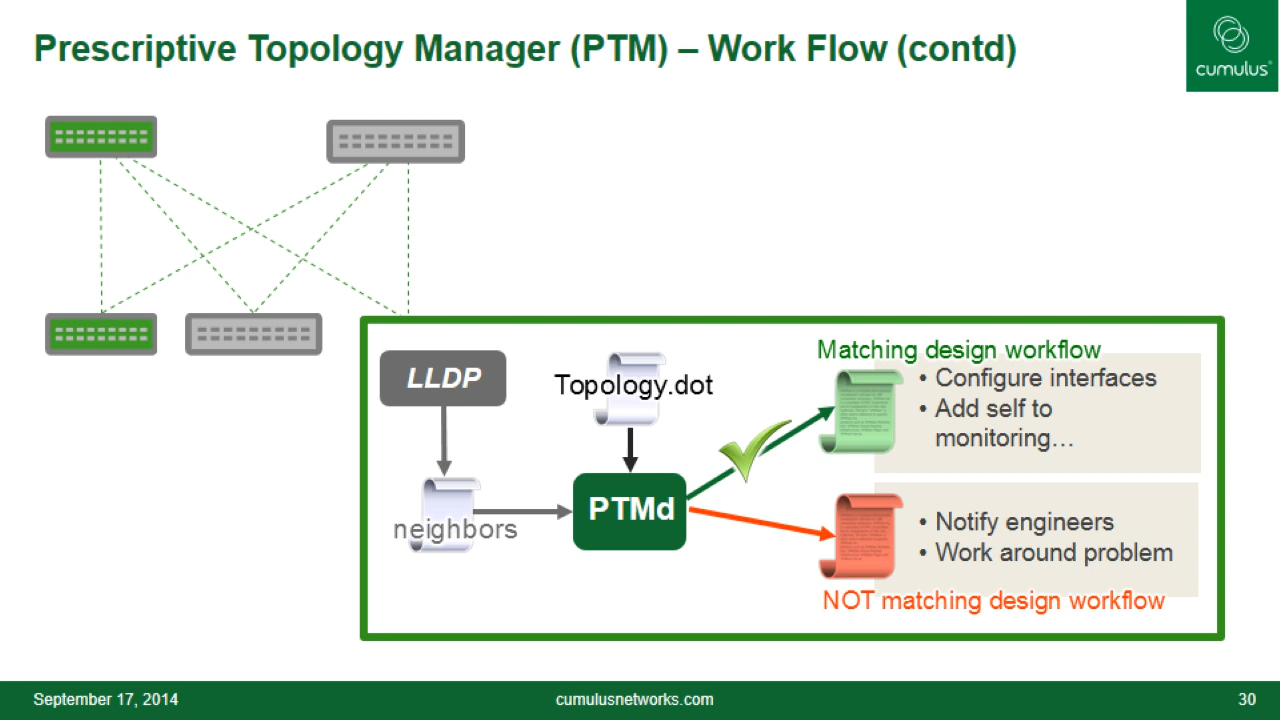 Prescriptive Topology Manager (PTM) – Work Flow (contd)
cumulus®
LLDP
Topology.dot
neighbors
PTMd
Matching design workflow
• Configure interfaces
• Add self to
monitoring…
• Notify engineers
• Work around problem
NOT matching design workflow
September 17, 2014
cumulusnetworks.com
30